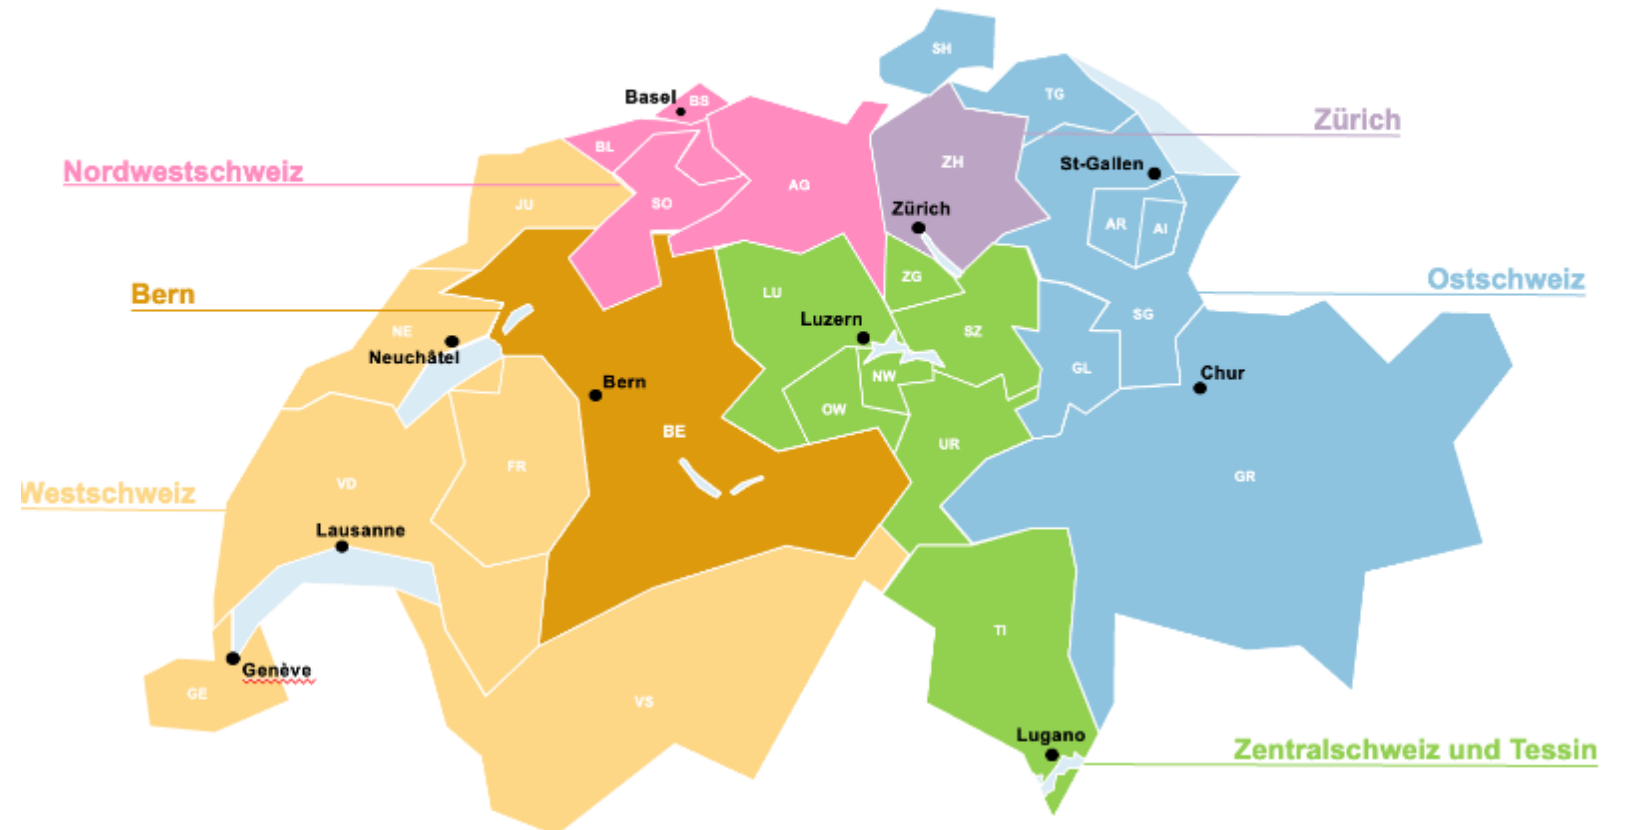 SH
TG
Basel
BS
Zürich
BL
ZH
St-Gallen
Nordwestschweiz
AG
JU
SO
Zürich
AR
AI
Ostschweiz
Bern
LU
ZG
SG
Luzern
SZ
NE
Neuchâtel
GL
Chur
NW
Bern
OW
BE
UR
FR
GR
VD
Westschweiz
Lausanne
TI
Genève
GE
VS
Lugano
Zentralschweiz und Tessin